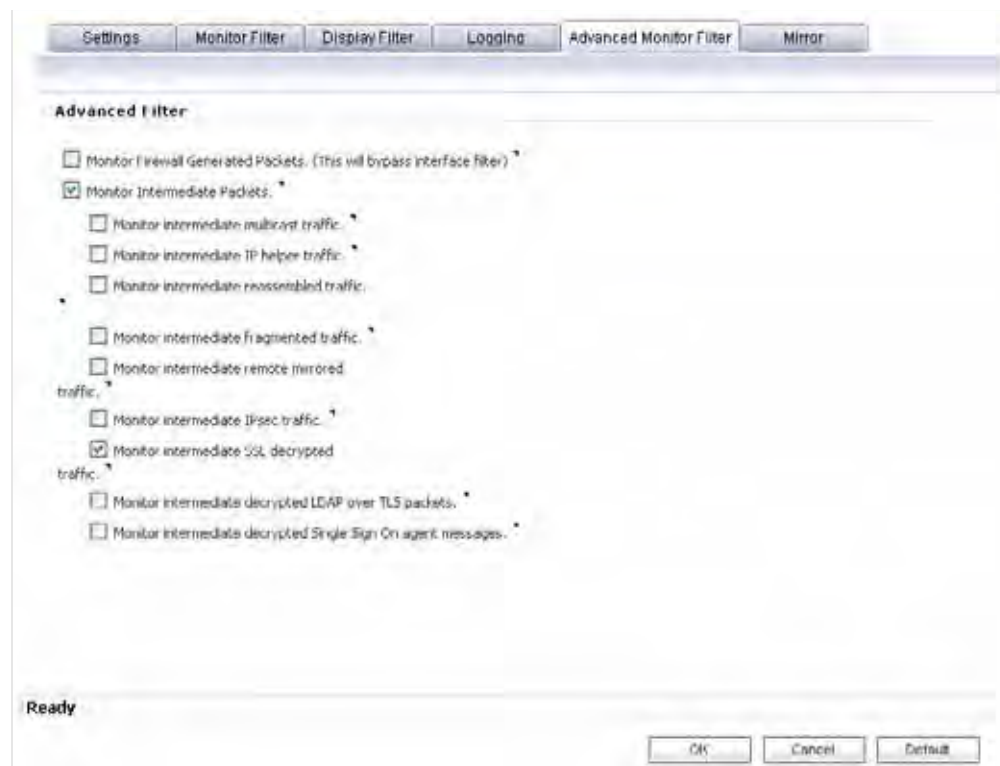 Settings Monitor Filter Display Filter Logging Advanced Monitor Filter Mirror
Advanced Filter
Monitor Firewall Generated Packets. (This will bypass interface filter) *
Monitor Intermediate Packets. *
Monitor intermediate multicast traffic. *
Monitor intermediate IP helper traffic. *
Monitor intermediate reassembled traffic.
*
Monitor intermediate fragmented traffic. *
Monitor intermediate remote mirrored
traffic. *
Monitor intermediate IPsec traffic. *
Monitor intermediate SSL decrypted
traffic. *
Monitor intermediate decrypted LDAP over TLS packets. *
Monitor intermediate decrypted Single Sign On agent messages. *
Ready
OK Cancel Default